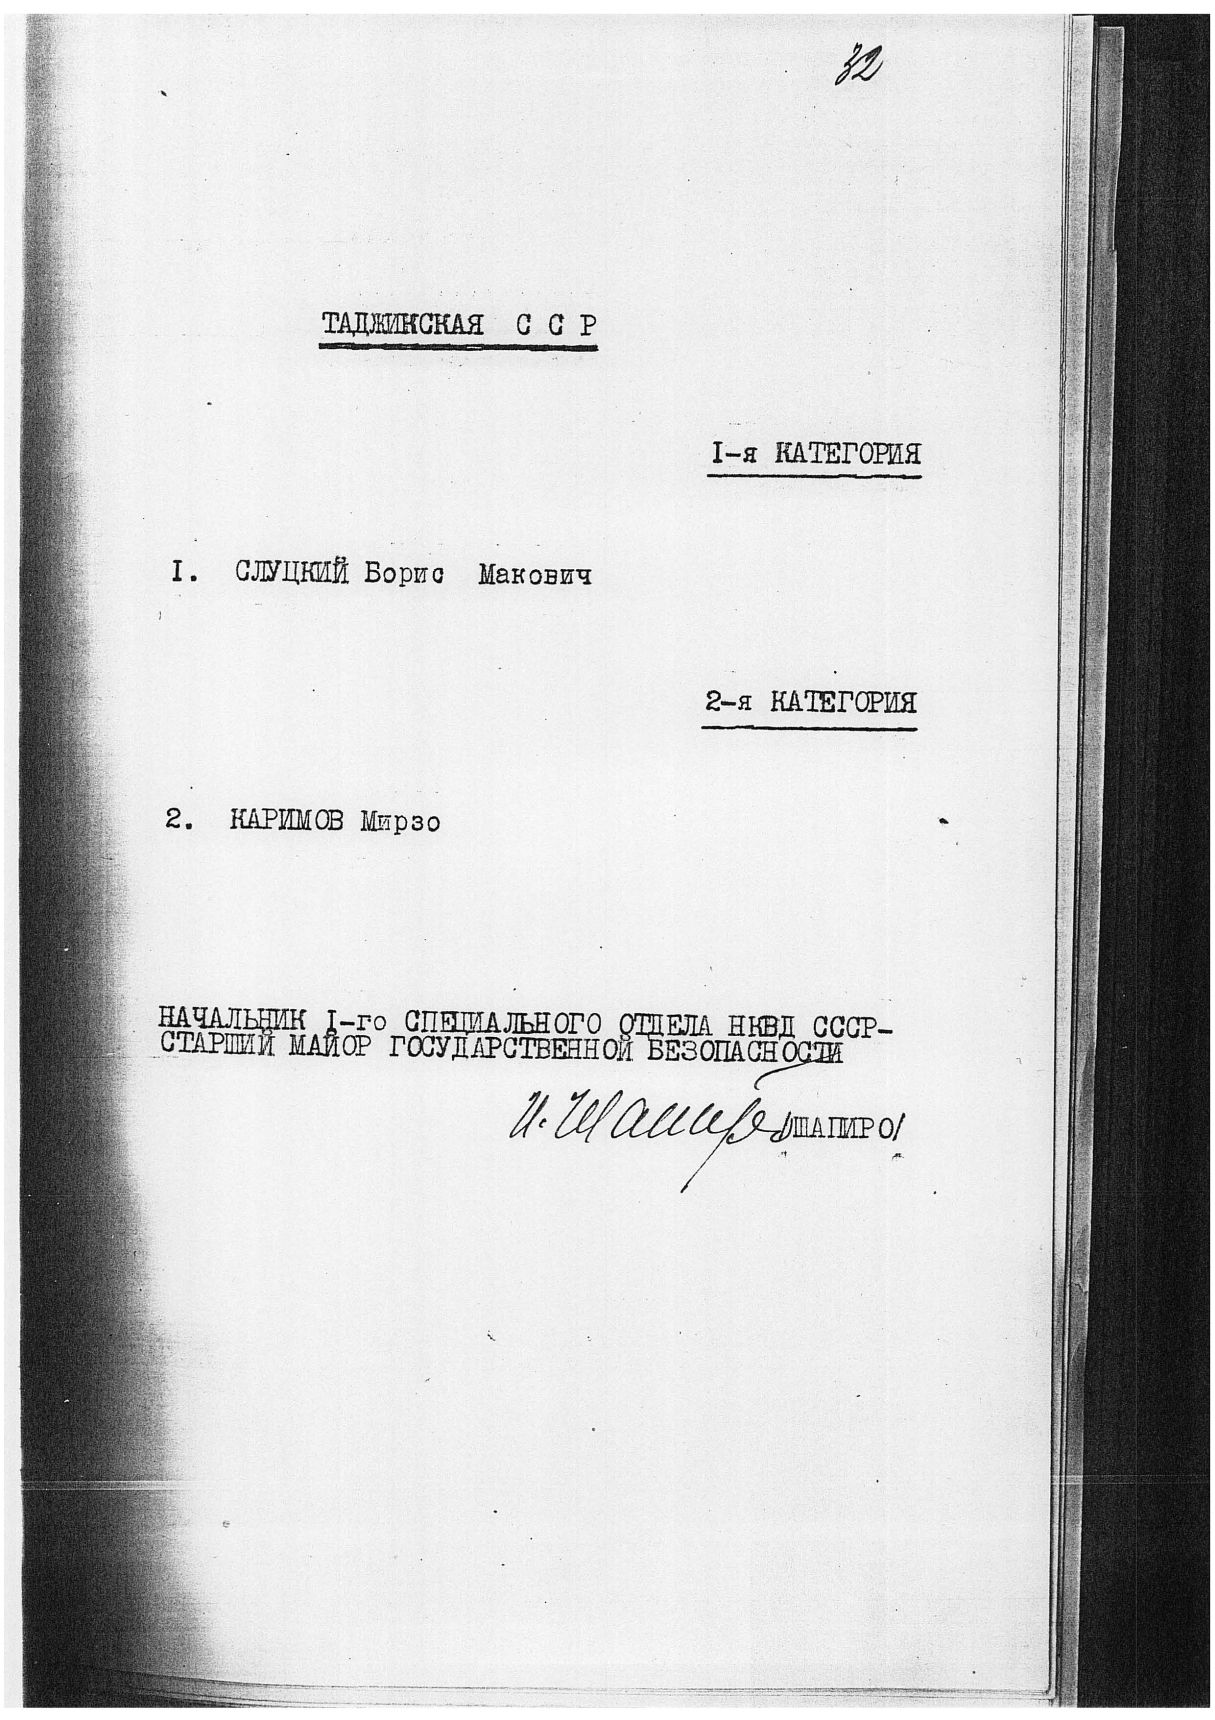 32
ТАДЖИКСКАЯ С С Р
I-я КАТЕГОРИЯ
I. СЛУЦКИЙ Борис Макович
2-я КАТЕГОРИЯ
2. КАРИМОВ Мирзо
НАЧАЛЬНИК I-го СПЕЦИАЛЬНОГО ОТДЕЛА НКВД СССР-
СТАРШИЙ МАЙОР ГОСУДАРСТВЕННОЙ БЕЗОПАСНОСТИ
И. Шапиро /ШАПИРО/